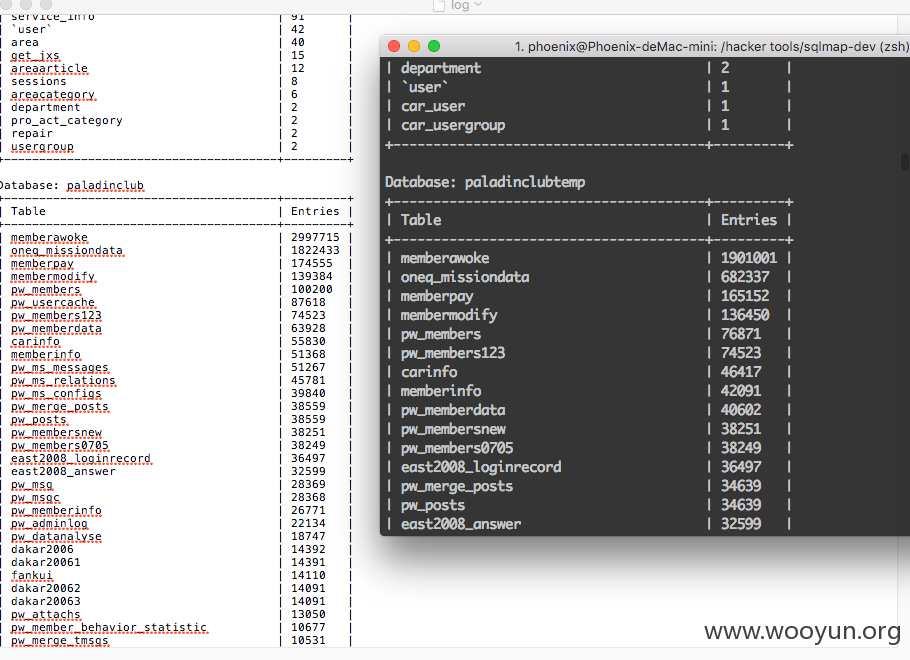 log
service_info | 91 |
| `user` | 42 |
| area | 40 |
| get_jxs | 15 |
| areaarticle | 12 |
| sessions | 8 |
| areacategory | 6 |
| department | 2 |
| pro_act_category | 2 |
| repair | 2 |
| usergroup | 2 |
Database: paladinclub
| Table | Entries |
| memberawoke | 2997715 |
| oneq_missiondata | 1822433 |
| memberpay | 174555 |
| membermodify | 139384 |
| pw_members | 100200 |
| pw_usercache | 87618 |
| pw_members123 | 74523 |
| pw_memberdata | 63928 |
| carinfo | 55830 |
| memberinfo | 51368 |
| pw_ms_messages | 51267 |
| pw_ms_relations | 45781 |
| pw_ms_configs | 39840 |
| pw_merge_posts | 38559 |
| pw_posts | 38559 |
| pw_membersnew | 38251 |
| pw_members0705 | 38249 |
| east2008_loginrecord | 36497 |
| east2008_answer | 32599 |
| pw_msg | 28369 |
| pw_msgc | 28368 |
| pw_memberinfo | 26771 |
| pw_adminlog | 22134 |
| pw_datanalyse | 18747 |
| dakar2006 | 14392 |
| dakar20061 | 14391 |
| fankui | 14110 |
| dakar20062 | 14091 |
| dakar20063 | 14091 |
| pw_attachs | 13050 |
| pw_member_behavior_statistic | 10677 |
| pw_merge_tmsgs | 10531 |
1. phoenix@Phoenix-deMac-mini: /hacker tools/sqlmap-dev (zsh)
| department | 2 |
| `user` | 1 |
| car_user | 1 |
| car_usergroup | 1 |
+-----------------------------------+---------+
Database: paladinclubtemp
+-----------------------------------+---------+
| Table | Entries |
+-----------------------------------+---------+
| memberawoke | 1901001 |
| oneq_missiondata | 682337 |
| memberpay | 165152 |
| membermodify | 136450 |
| pw_members | 76871 |
| pw_members123 | 74523 |
| carinfo | 46417 |
| memberinfo | 42091 |
| pw_memberdata | 40602 |
| pw_membersnew | 38251 |
| pw_members0705 | 38249 |
| east2008_loginrecord | 36497 |
| pw_merge_posts | 34639 |
| pw_posts | 34639 |
| east2008_answer | 32599 |
www.wooyun.org